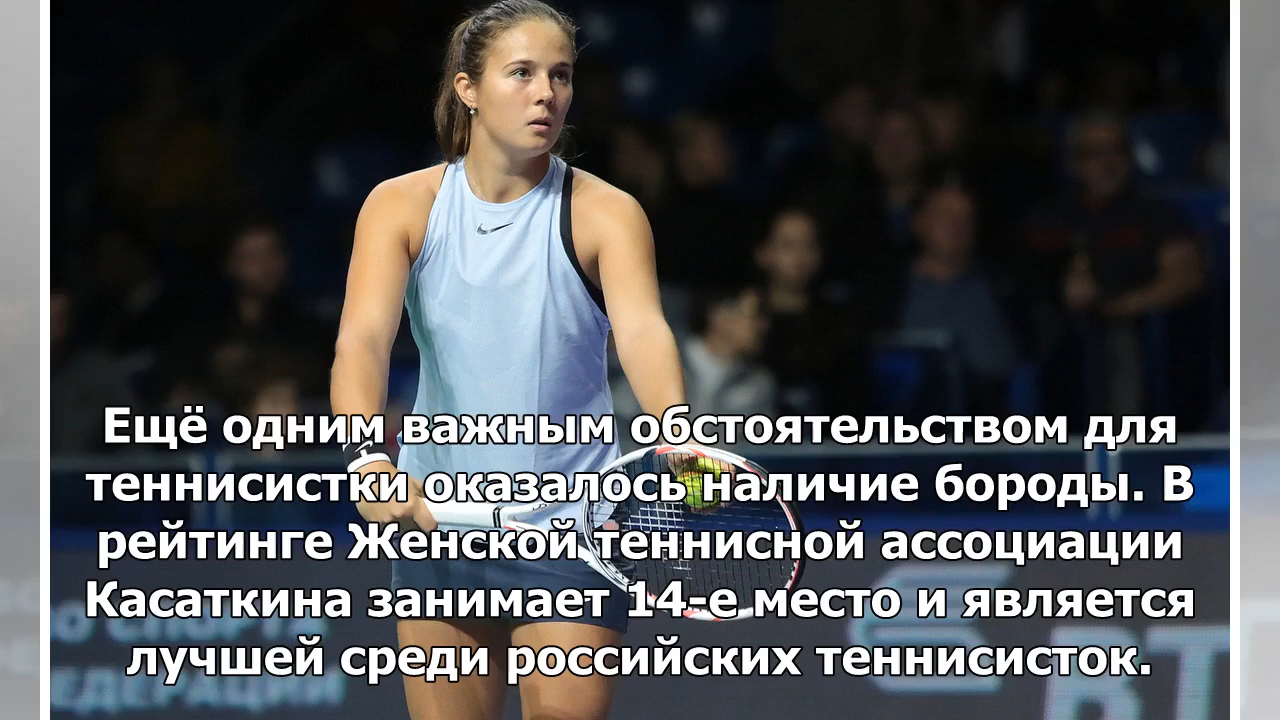 Ещё одним важным обстоятельством для
теннисистки оказалось наличие бороды. В
рейтинге Женской теннисной ассоциации
Касаткина занимает 14-е место и является
лучшей среди российских теннисисток.